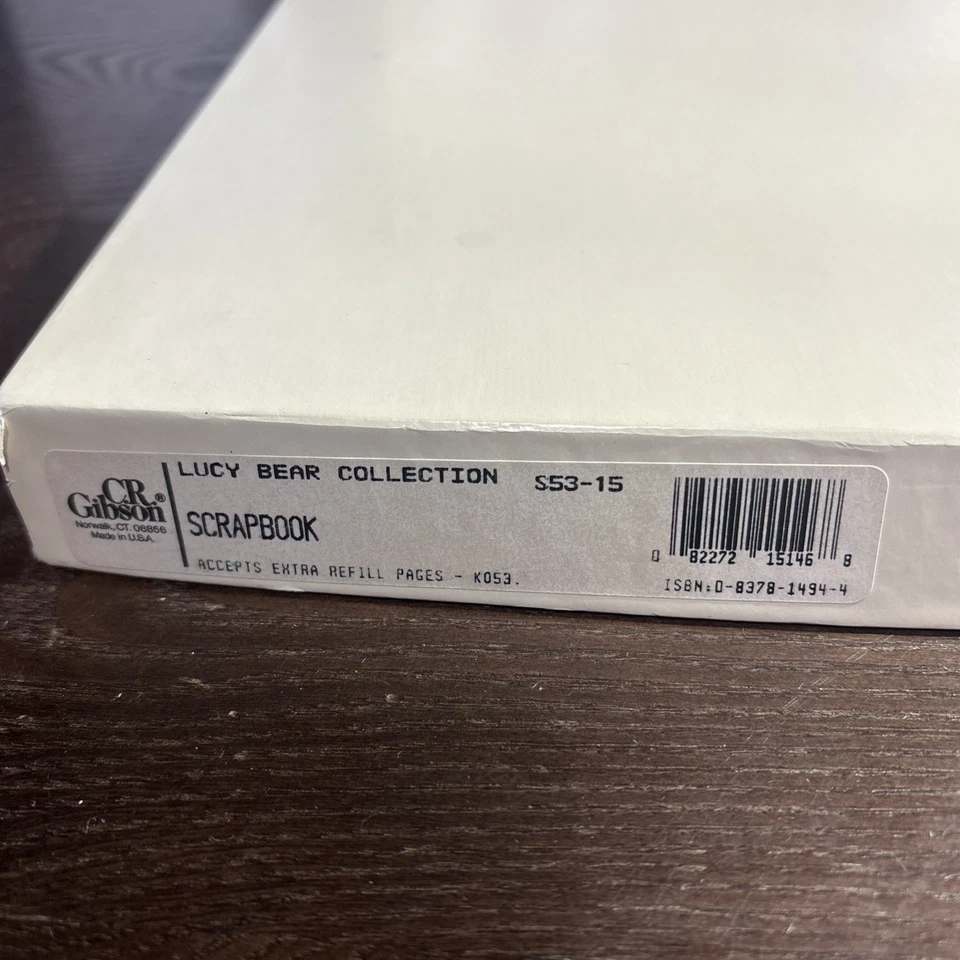 CR.
Gibson®
Norwalk, CT. 06856
Made in U.S.A.
LUCY BEAR COLLECTION S53-15
SCRAPBOOK
ACCEPTS EXTRA REFILL PAGES - K053.
0 82272 15146 8
ISBN:0-8378-1494-4